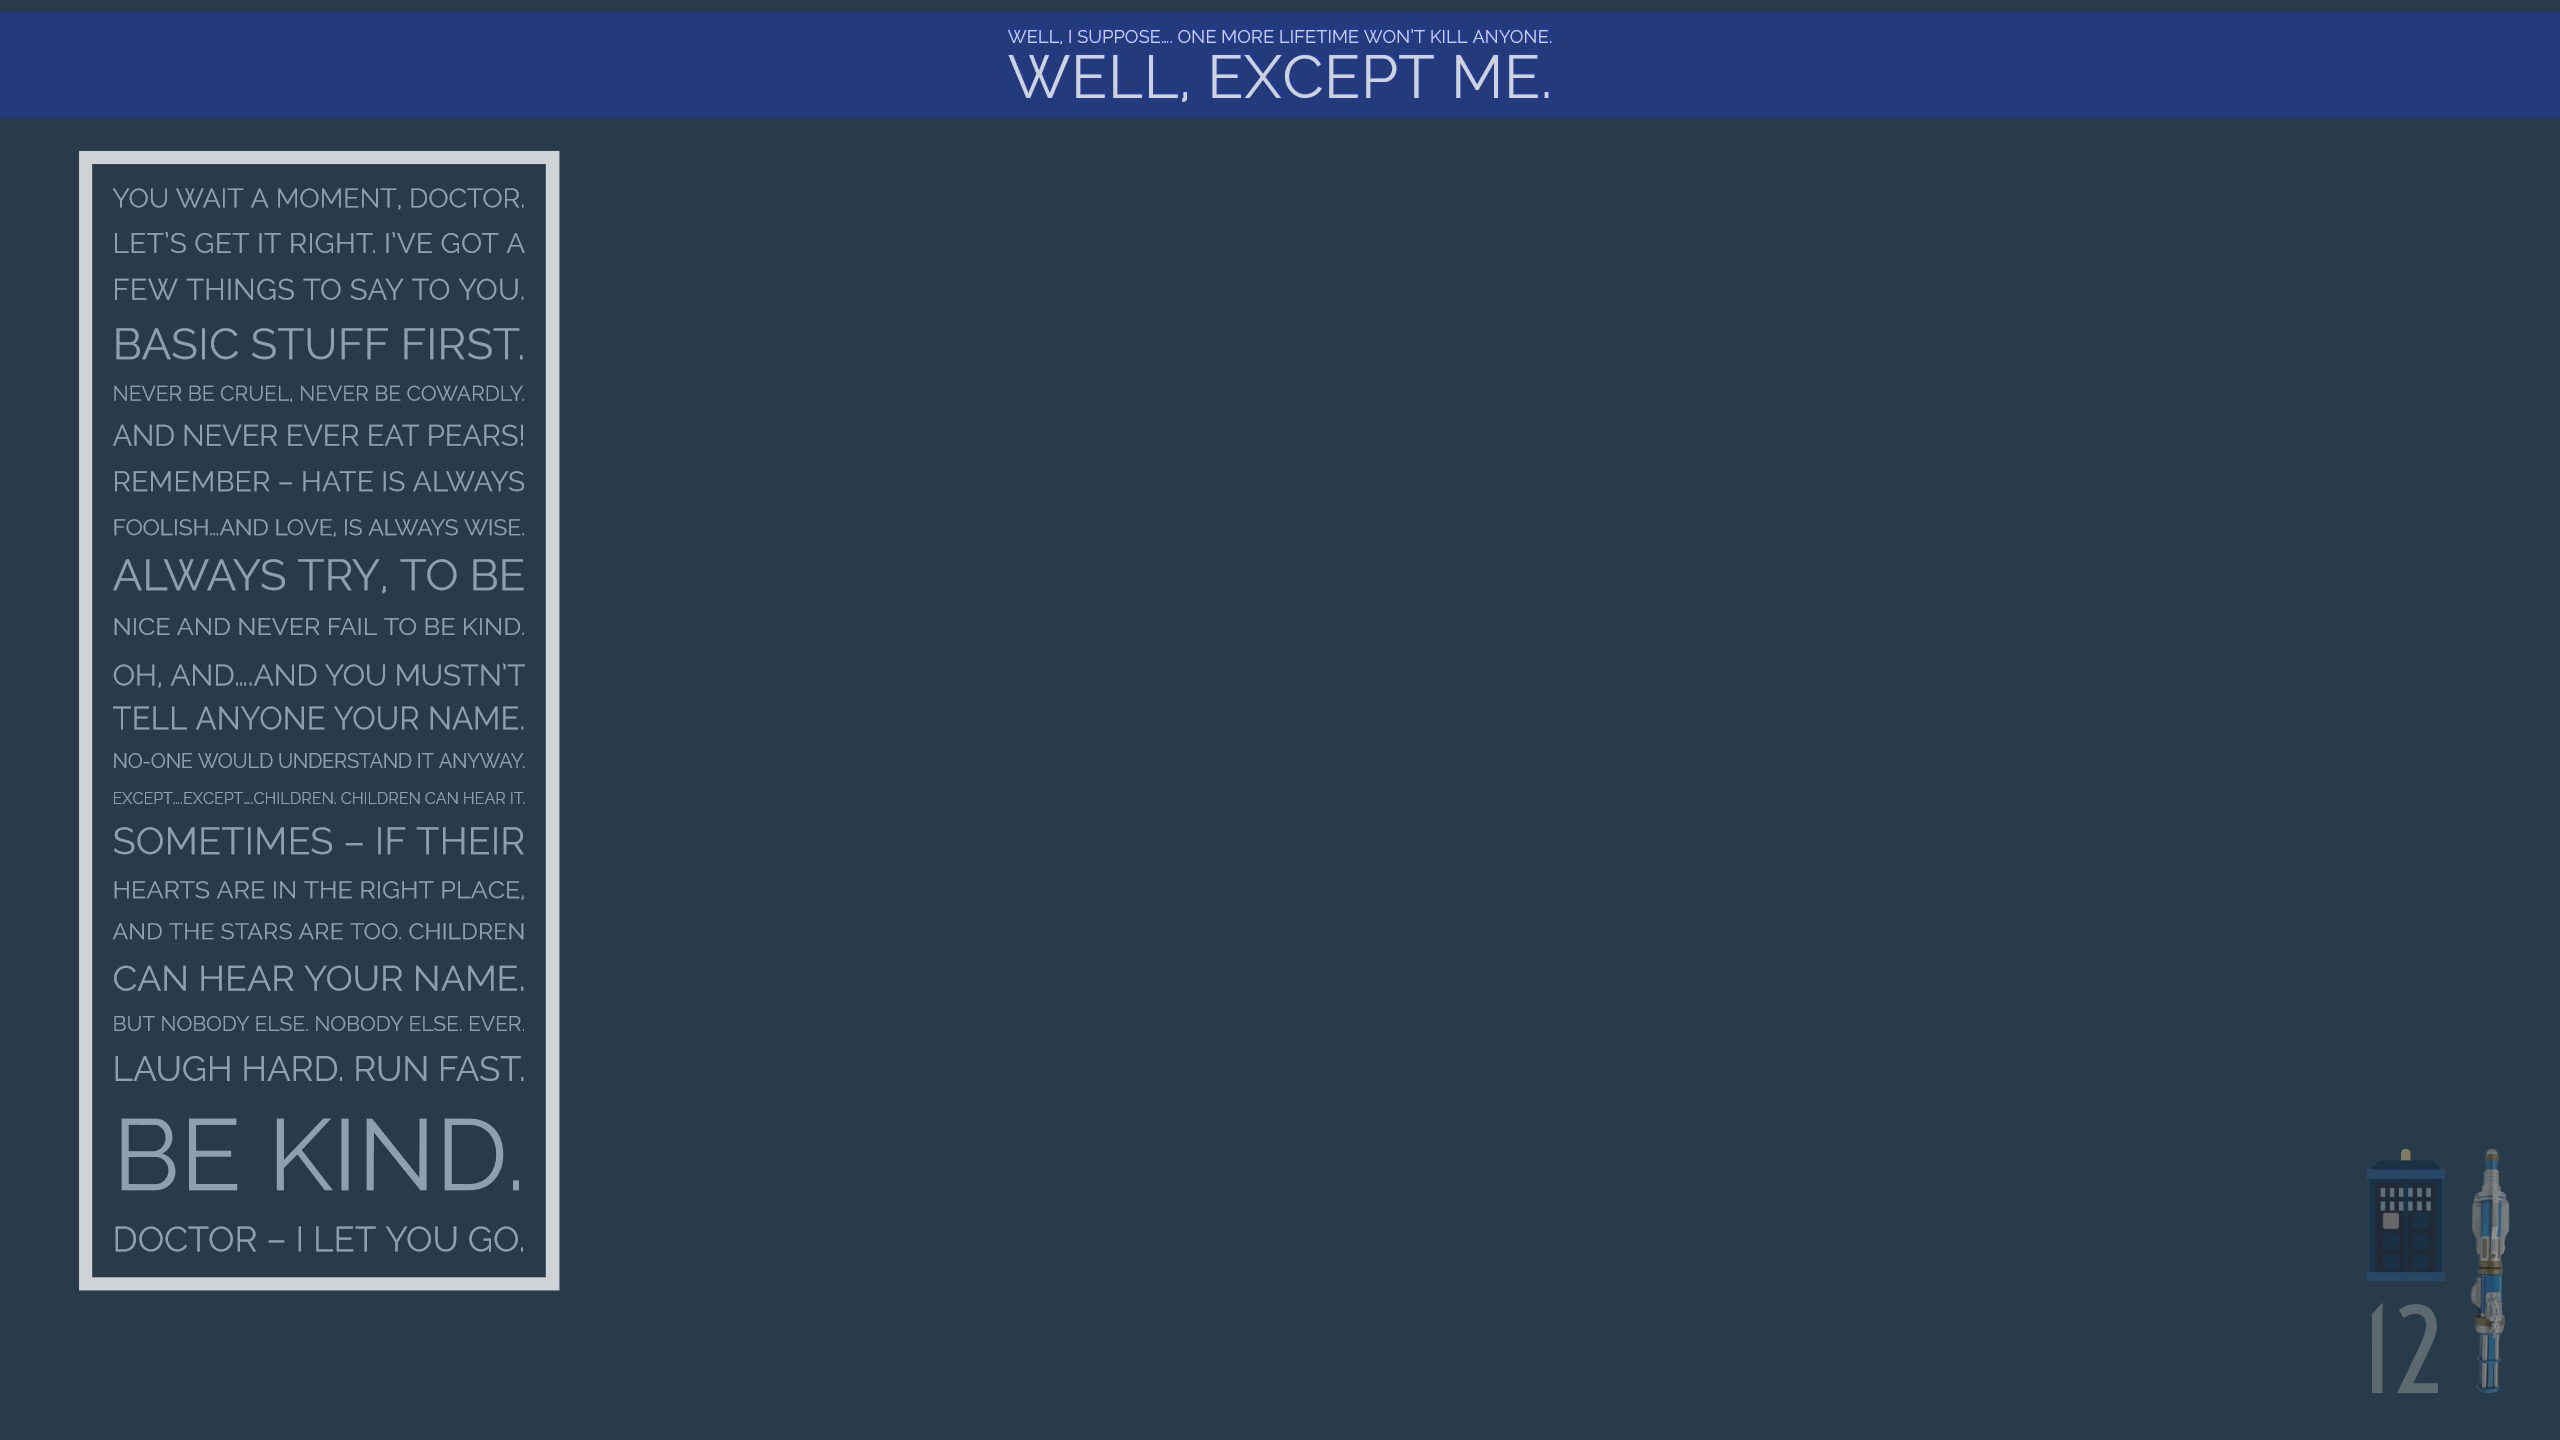 WELL, I SUPPOSE.... ONE MORE LIFETIME WON'T KILL ANYONE.
WELL, EXCEPT ME.
YOU WAIT A MOMENT, DOCTOR.
LET'S GET IT RIGHT. I'VE GOT A
FEW THINGS TO SAY TO YOU.
BASIC STUFF FIRST.
NEVER BE CRUEL, NEVER BE COWARDLY.
AND NEVER EVER EAT PEARS!
REMEMBER – HATE IS ALWAYS
FOOLISH...AND LOVE, IS ALWAYS WISE.
ALWAYS TRY, TO BE
NICE AND NEVER FAIL TO BE KIND.
OH, AND....AND YOU MUSTN'T
TELL ANYONE YOUR NAME.
NO-ONE WOULD UNDERSTAND IT ANYWAY.
EXCEPT....EXCEPT....CHILDREN. CHILDREN CAN HEAR IT.
SOMETIMES – IF THEIR
HEARTS ARE IN THE RIGHT PLACE,
AND THE STARS ARE TOO. CHILDREN
CAN HEAR YOUR NAME.
BUT NOBODY ELSE. NOBODY ELSE. EVER.
LAUGH HARD. RUN FAST.
BE KIND.
DOCTOR – I LET YOU GO.
12